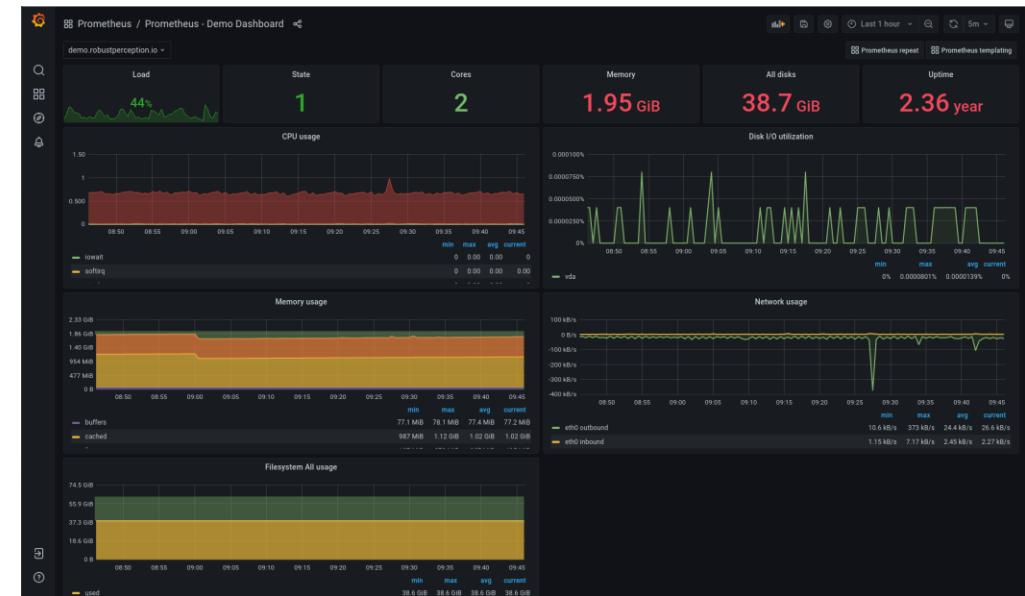 Prometheus / Prometheus - Demo Dashboard
Last 1 hour
5m
demo.robustperception.io
Prometheus repeat Prometheus templating
Load State Cores Memory All disks Uptime
44% 1 2 1.95 GiB 38.7 GiB 2.36 year
CPU usage
1.50
1
0.500
0
08:50 08:55 09:00 09:05 09:10 09:15 09:20 09:25 09:30 09:35 09:40 09:45
min max avg current
iowait 0 0.00 0.00 0
softirq 0 0.00 0.00 0.00
Disk I/O utilization
0.000100%
0.0000750%
0.0000500%
0.0000250%
0%
08:50 08:55 09:00 09:05 09:10 09:15 09:20 09:25 09:30 09:35 09:40 09:45
min max avg current
vda 0% 0.0000801% 0.0000139% 0%
Memory usage
2.33 GiB
1.86 GiB
1.40 GiB
954 MiB
477 MiB
0 B
08:50 08:55 09:00 09:05 09:10 09:15 09:20 09:25 09:30 09:35 09:40 09:45
min max avg current
buffers 77.1 MiB 78.1 MiB 77.4 MiB 77.2 MiB
cached 987 MiB 1.12 GiB 1.02 GiB 1.02 GiB
Network usage
100 kB/s
0 B/s
-100 kB/s
-200 kB/s
-300 kB/s
-400 kB/s
08:50 08:55 09:00 09:05 09:10 09:15 09:20 09:25 09:30 09:35 09:40 09:45
min max avg current
eth0 outbound 10.6 kB/s 373 kB/s 24.4 kB/s 26.6 kB/s
eth0 inbound 1.15 kB/s 7.17 kB/s 2.45 kB/s 2.27 kB/s
Filesystem All usage
74.5 GiB
55.9 GiB
37.3 GiB
18.6 GiB
0 B
08:50 08:55 09:00 09:05 09:10 09:15 09:20 09:25 09:30 09:35 09:40 09:45
min max avg current
used 38.6 GiB 38.6 GiB 38.6 GiB 38.6 GiB